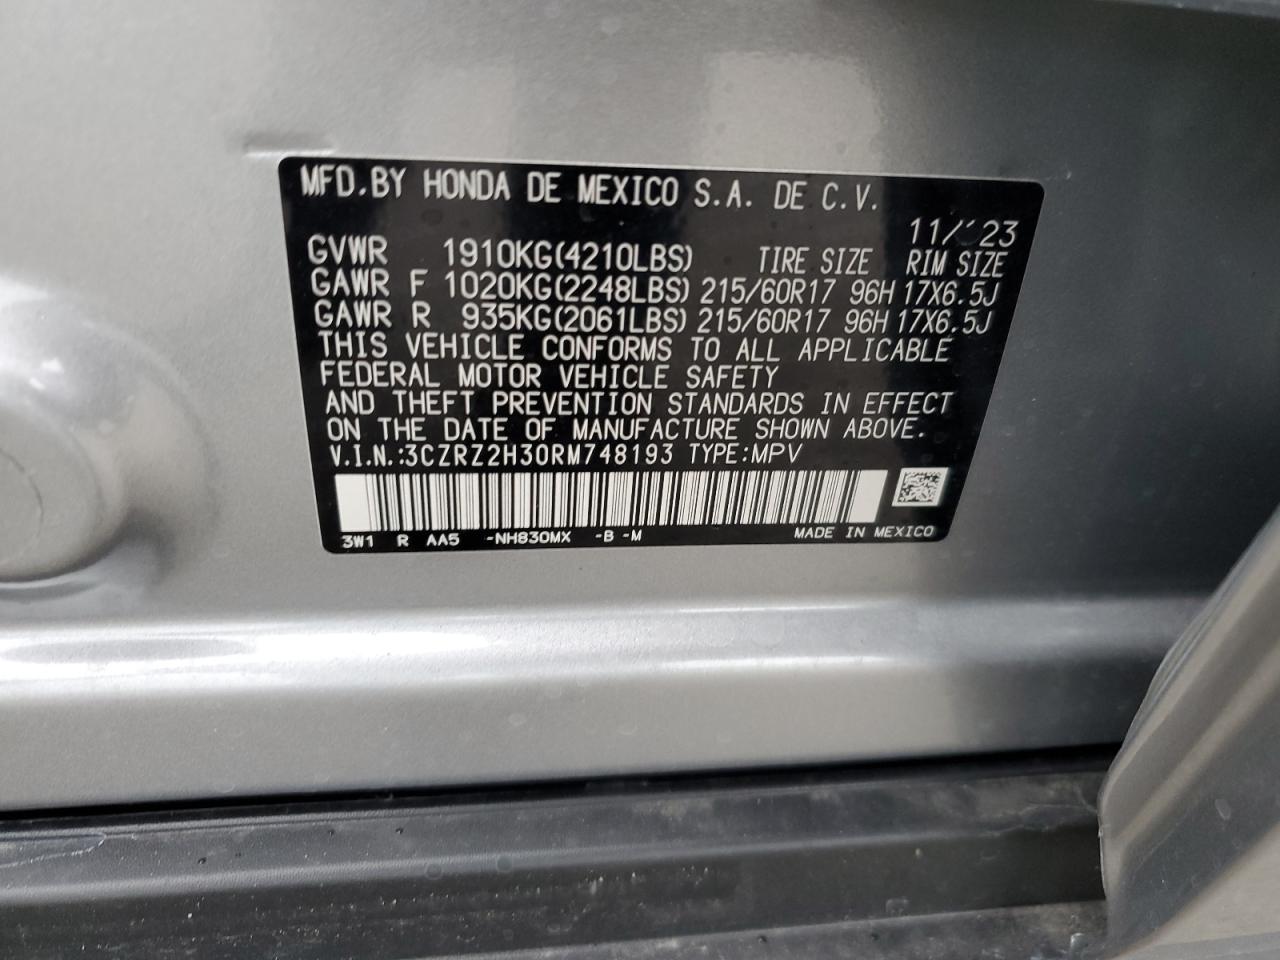 MFD.BY HONDA DE MEXICO S.A. DE C.V.
11/23
GVWR 1910KG(4210LBS) TIRE SIZE RIM SIZE
GAWR F 1020KG(2248LBS) 215/60R17 96H 17X6.5J
GAWR R 935KG(2061LBS) 215/60R17 96H 17X6.5J
THIS VEHICLE CONFORMS TO ALL APPLICABLE
FEDERAL MOTOR VEHICLE SAFETY
AND THEFT PREVENTION STANDARDS IN EFFECT
ON THE DATE OF MANUFACTURE SHOWN ABOVE.
V.I.N.:3CZRZ2H30RM748193 TYPE:MPV
3W1 R AA5 -NH830MX -B -M MADE IN MEXICO